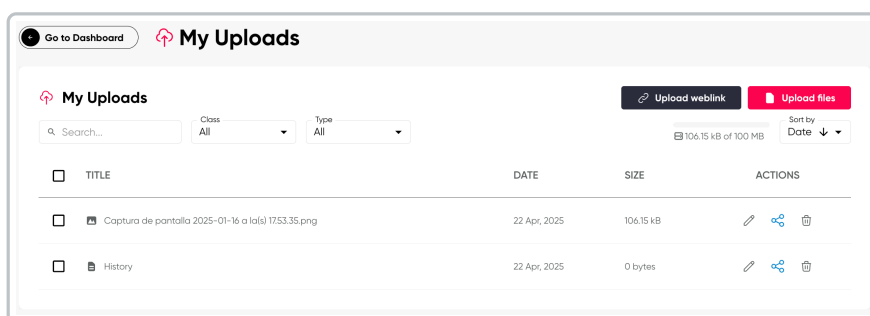 Go to Dashboard
My Uploads
My Uploads
Upload weblink
Upload files
Search...
Class
All
Type
All
106.15 kB of 100 MB
Sort by
Date
TITLE DATE SIZE ACTIONS
Captura de pantalla 2025-01-16 a la(s) 17.53.35.png 22 Apr, 2025 106.15 kB
History 22 Apr, 2025 0 bytes